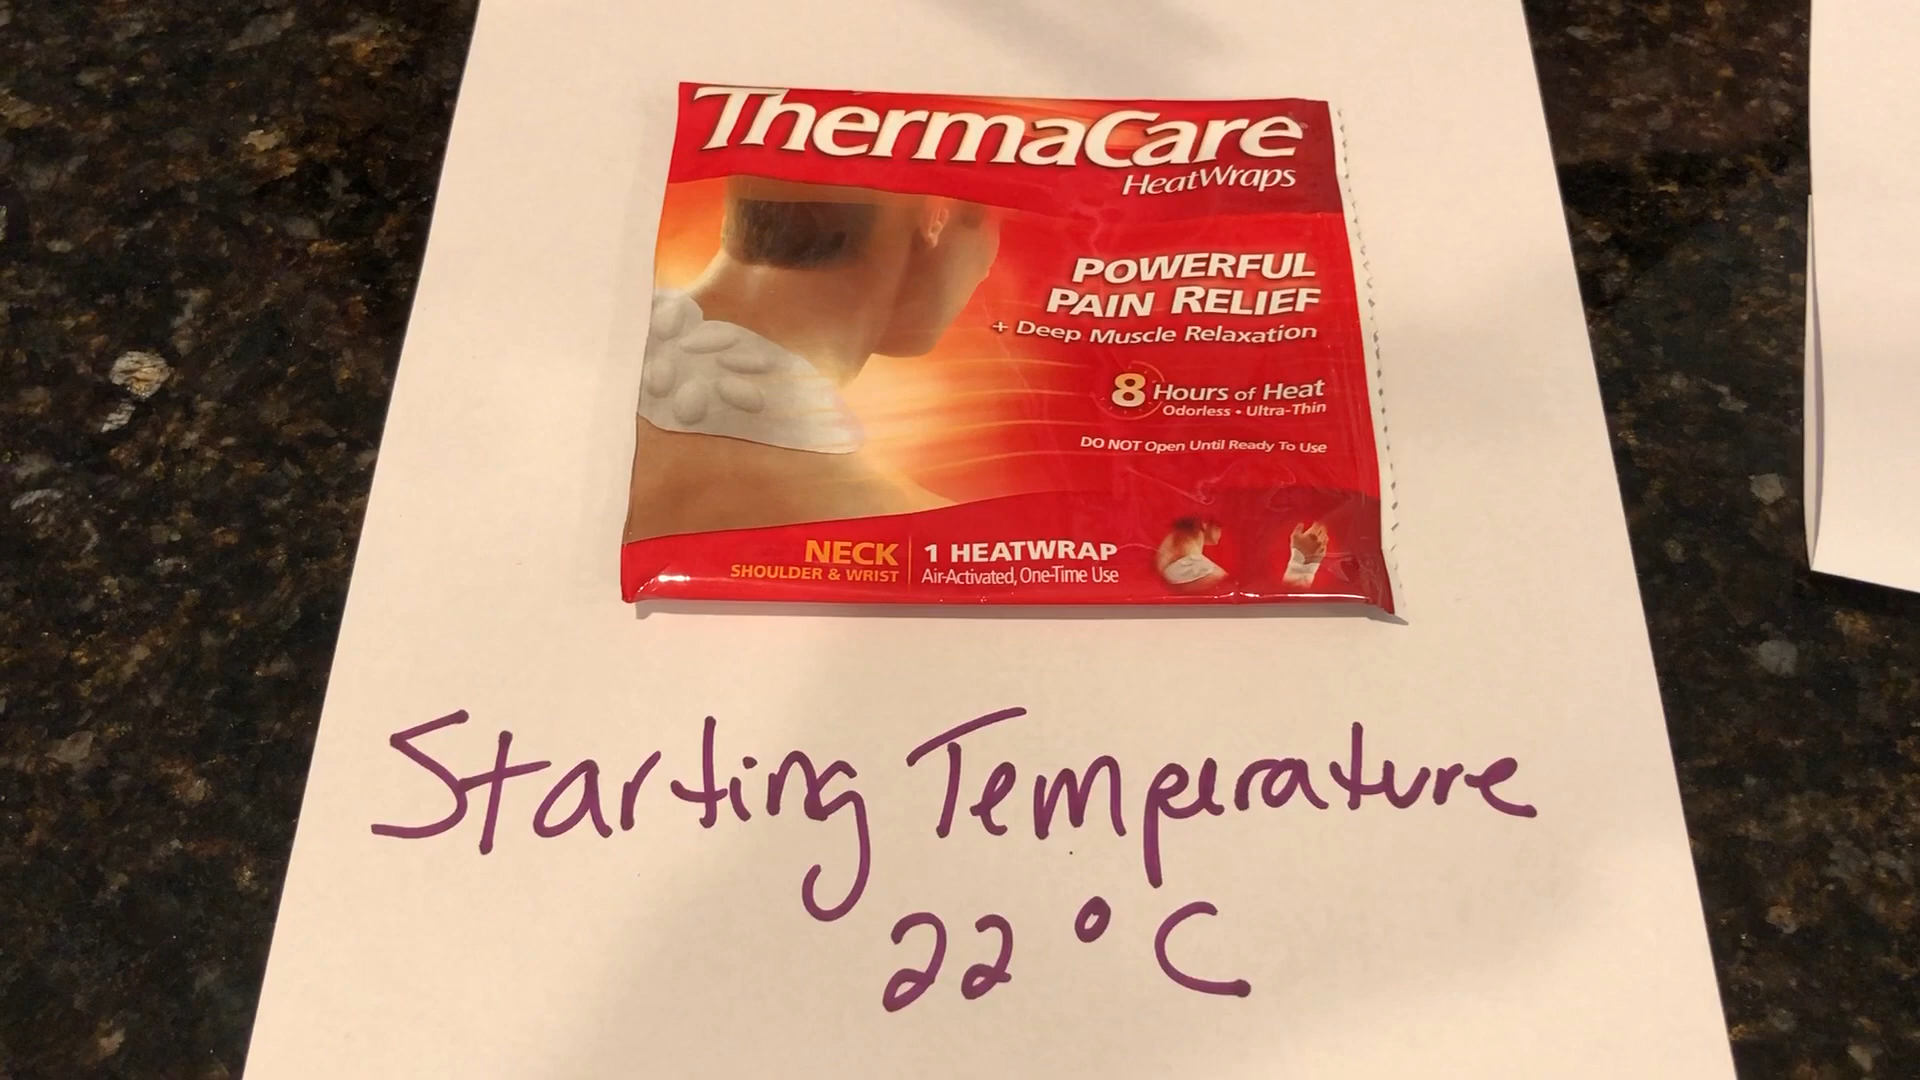 ThermaCare
HeatWraps
POWERFUL
PAIN RELIEF
+ Deep Muscle Relaxation
8 Hours of Heat
Odorless • Ultra-Thin
DO NOT Open Until Ready To Use
NECK
SHOULDER & WRIST
1 HEATWRAP
Air-Activated, One-Time Use
Starting Temperature
22°C